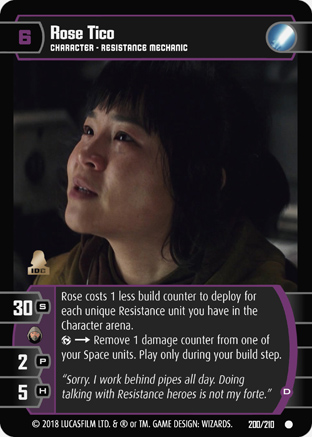 6
Rose Tico
CHARACTER • RESISTANCE MECHANIC
IDC
30 S
2 P
5 H
Rose costs 1 less build counter to deploy for
each unique Resistance unit you have in the
Character arena.
→ Remove 1 damage counter from one of
your Space units. Play only during your build step.
"Sorry. I work behind pipes all day. Doing
talking with Resistance heroes is not my forte."
D
© 2018 LUCASFILM LTD. & ® or TM. GAME DESIGN: WIZARDS.
200/210